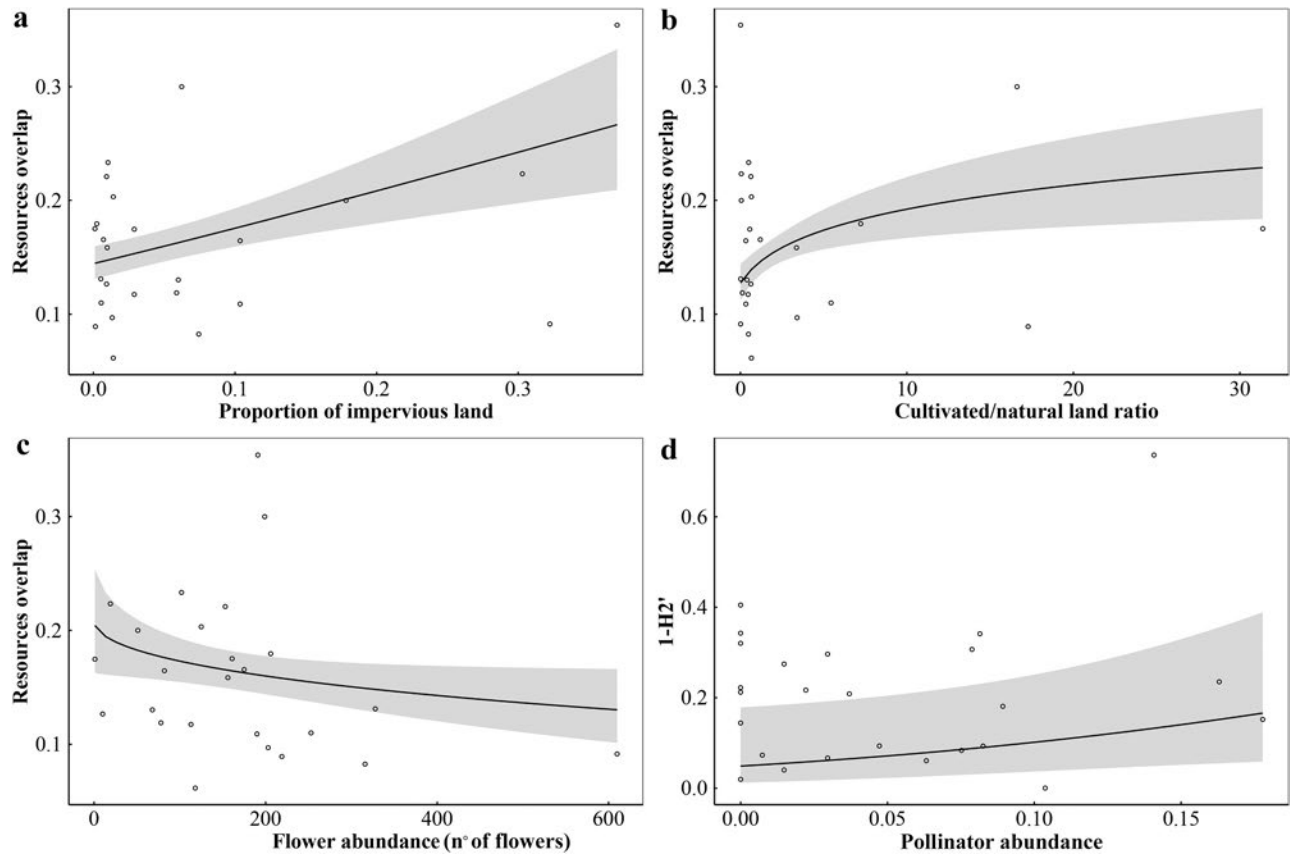 a
Resources overlap
0.3
0.2
0.1
0.0 0.1 0.2 0.3
Proportion of impervious land
b
Resources overlap
0.3
0.2
0.1
0 10 20 30
Cultivated/natural land ratio
c
Resources overlap
0.3
0.2
0.1
0 200 400 600
Flower abundance (n° of flowers)
d
1-H2'
0.6
0.4
0.2
0.0
0.00 0.05 0.10 0.15
Pollinator abundance